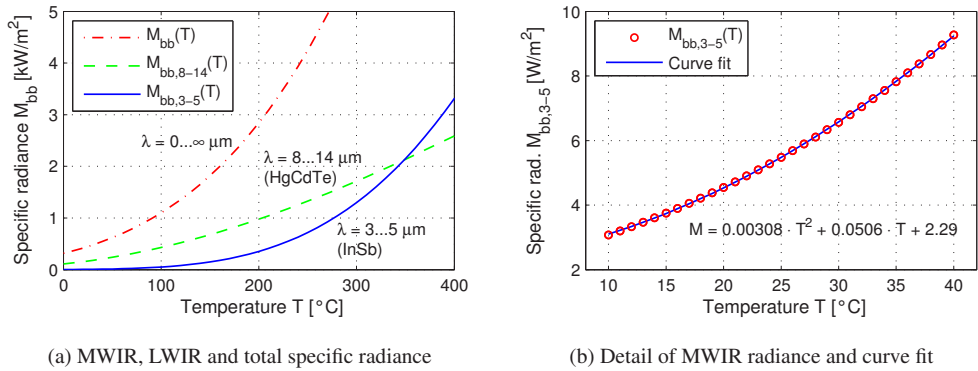 Specific radiance M_bb [kW/m²]
5
4
3
2
1
0
M_bb(T)
M_bb,8−14(T)
M_bb,3−5(T)
λ = 0...∞ μm
λ = 8...14 μm
(HgCdTe)
λ = 3...5 μm
(InSb)
0 100 200 300 400
Temperature T [°C]
(a) MWIR, LWIR and total specific radiance
Specific rad. M_bb,3−5 [W/m²]
10
8
6
4
2
M_bb,3−5(T)
Curve fit
M = 0.00308 · T² + 0.0506 · T + 2.29
10 15 20 25 30 35 40
Temperature T [°C]
(b) Detail of MWIR radiance and curve fit